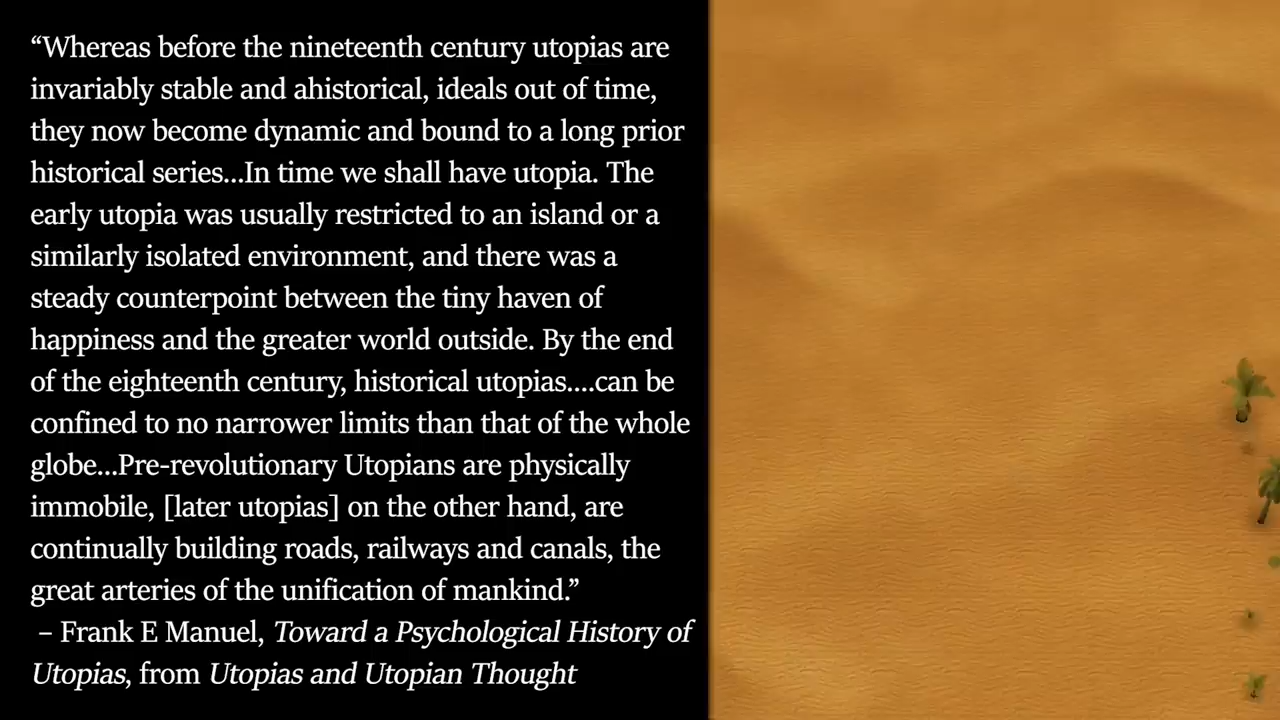 “Whereas before the nineteenth century utopias are
invariably stable and ahistorical, ideals out of time,
they now become dynamic and bound to a long prior
historical series...In time we shall have utopia. The
early utopia was usually restricted to an island or a
similarly isolated environment, and there was a
steady counterpoint between the tiny haven of
happiness and the greater world outside. By the end
of the eighteenth century, historical utopias....can be
confined to no narrower limits than that of the whole
globe...Pre-revolutionary Utopians are physically
immobile, [later utopias] on the other hand, are
continually building roads, railways and canals, the
great arteries of the unification of mankind.”
– Frank E Manuel, Toward a Psychological History of
Utopias, from Utopias and Utopian Thought